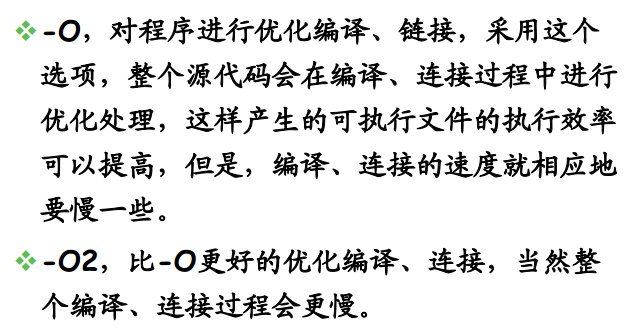 -O，对程序进行优化编译、链接，采用这个
选项，整个源代码会在编译、连接过程中进行
优化处理，这样产生的可执行文件的执行效率
可以提高，但是，编译、连接的速度就相应地
要慢一些。
-O2，比-O更好的优化编译、连接，当然整
个编译、连接过程会更慢。